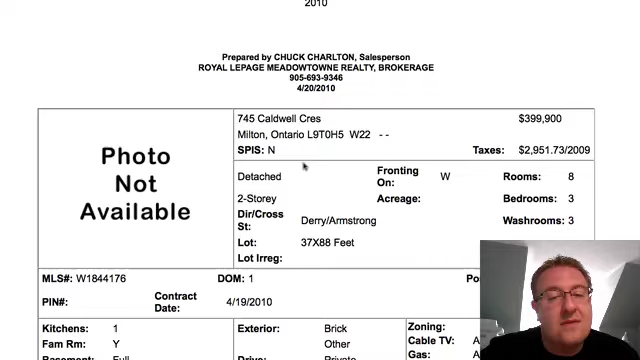 2010
Prepared by CHUCK CHARLTON, Salesperson
ROYAL LEPAGE MEADOWTOWNE REALTY, BROKERAGE
905-693-9346
4/20/2010
Photo Not Available
745 Caldwell Cres $399,900
Milton, Ontario L9T0H5 W22 - -
SPIS: N Taxes: $2,951.73/2009
Detached Fronting On: W Rooms: 8
2-Storey Acreage: Bedrooms: 3
Dir/Cross St: Derry/Armstrong Washrooms: 3
Lot: 37X88 Feet
Lot Irreg:
MLS#: W1844176 DOM: 1
PIN#: Contract Date: 4/19/2010
Kitchens: 1 Exterior: Brick Zoning:
Fam Rm: Y Other Cable TV: A
Basement: Full Drive: Private Gas: